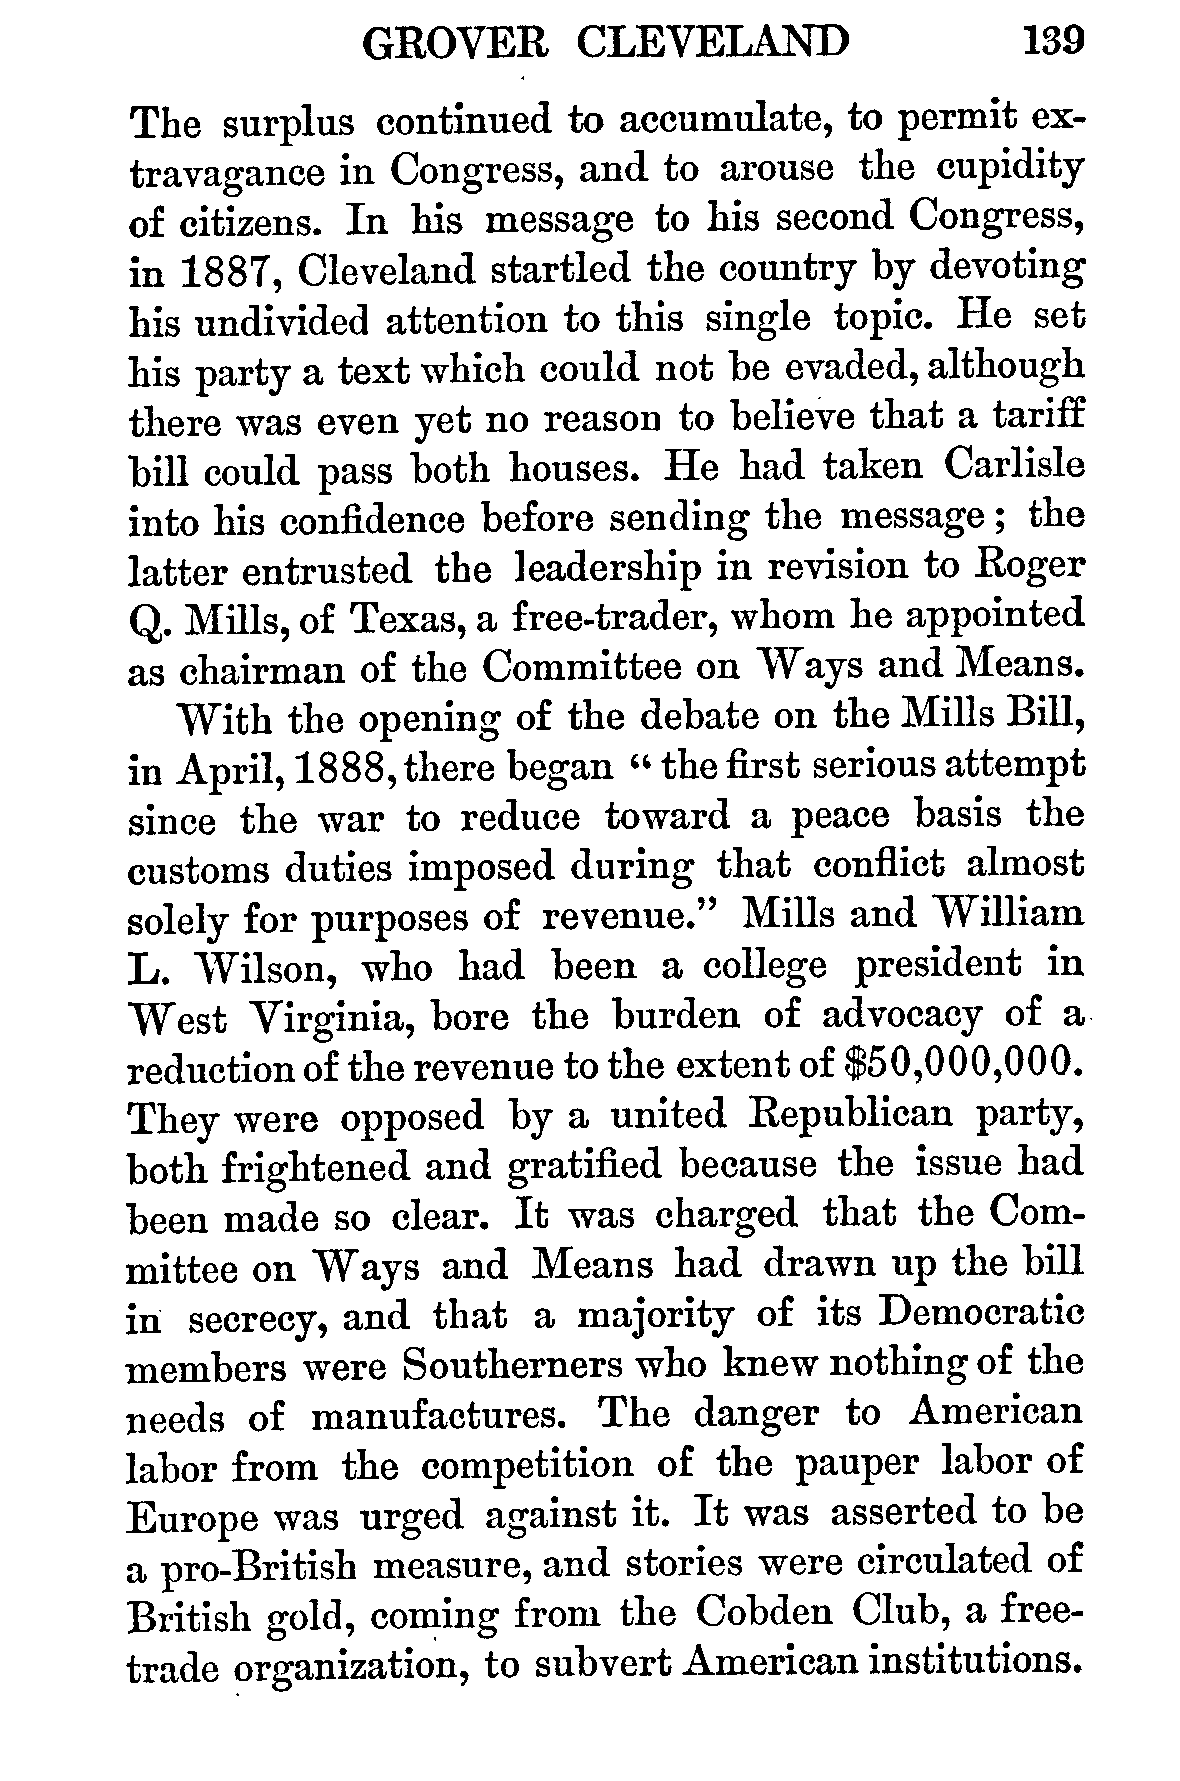 GROVER CLEVELAND 139
The surplus continued to accumulate, to permit ex-
travagance in Congress, and to arouse the cupidity
of citizens. In his message to his second Congress,
in 1887, Cleveland startled the country by devoting
his undivided attention to this single topic. He set
his party a text which could not be evaded, although
there was even yet no reason to believe that a tariff
bill could pass both houses. He had taken Carlisle
into his confidence before sending the message; the
latter entrusted the leadership in revision to Roger
Q. Mills, of Texas, a free-trader, whom he appointed
as chairman of the Committee on Ways and Means.
With the opening of the debate on the Mills Bill,
in April, 1888, there began “the first serious attempt
since the war to reduce toward a peace basis the
customs duties imposed during that conflict almost
solely for purposes of revenue.” Mills and William
L. Wilson, who had been a college president in
West Virginia, bore the burden of advocacy of a
reduction of the revenue to the extent of $50,000,000.
They were opposed by a united Republican party,
both frightened and gratified because the issue had
been made so clear. It was charged that the Com-
mittee on Ways and Means had drawn up the bill
in secrecy, and that a majority of its Democratic
members were Southerners who knew nothing of the
needs of manufactures. The danger to American
labor from the competition of the pauper labor of
Europe was urged against it. It was asserted to be
a pro-British measure, and stories were circulated of
British gold, coming from the Cobden Club, a free-
trade organization, to subvert American institutions.